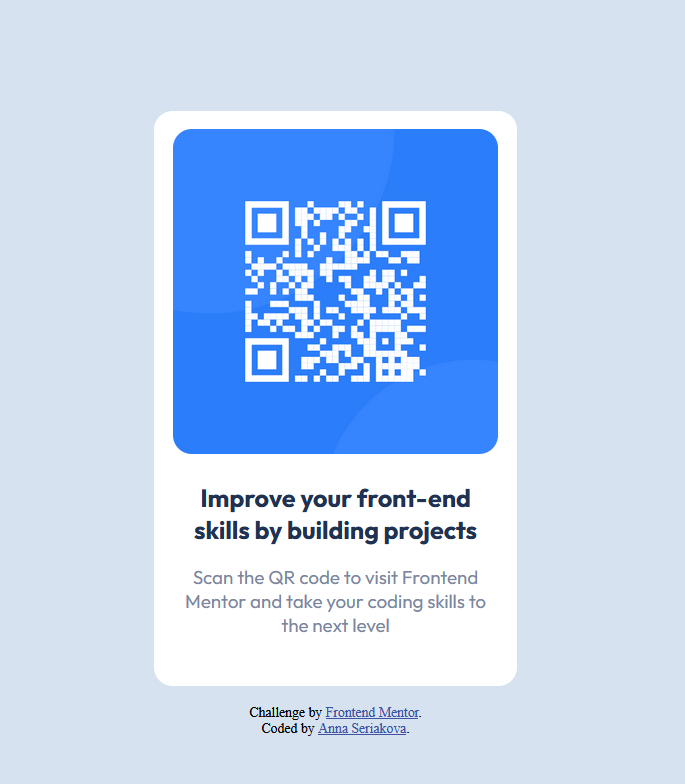 Improve your front-end
skills by building projects
Scan the QR code to visit Frontend
Mentor and take your coding skills to
the next level
Challenge by Frontend Mentor.
Coded by Anna Seriakova.